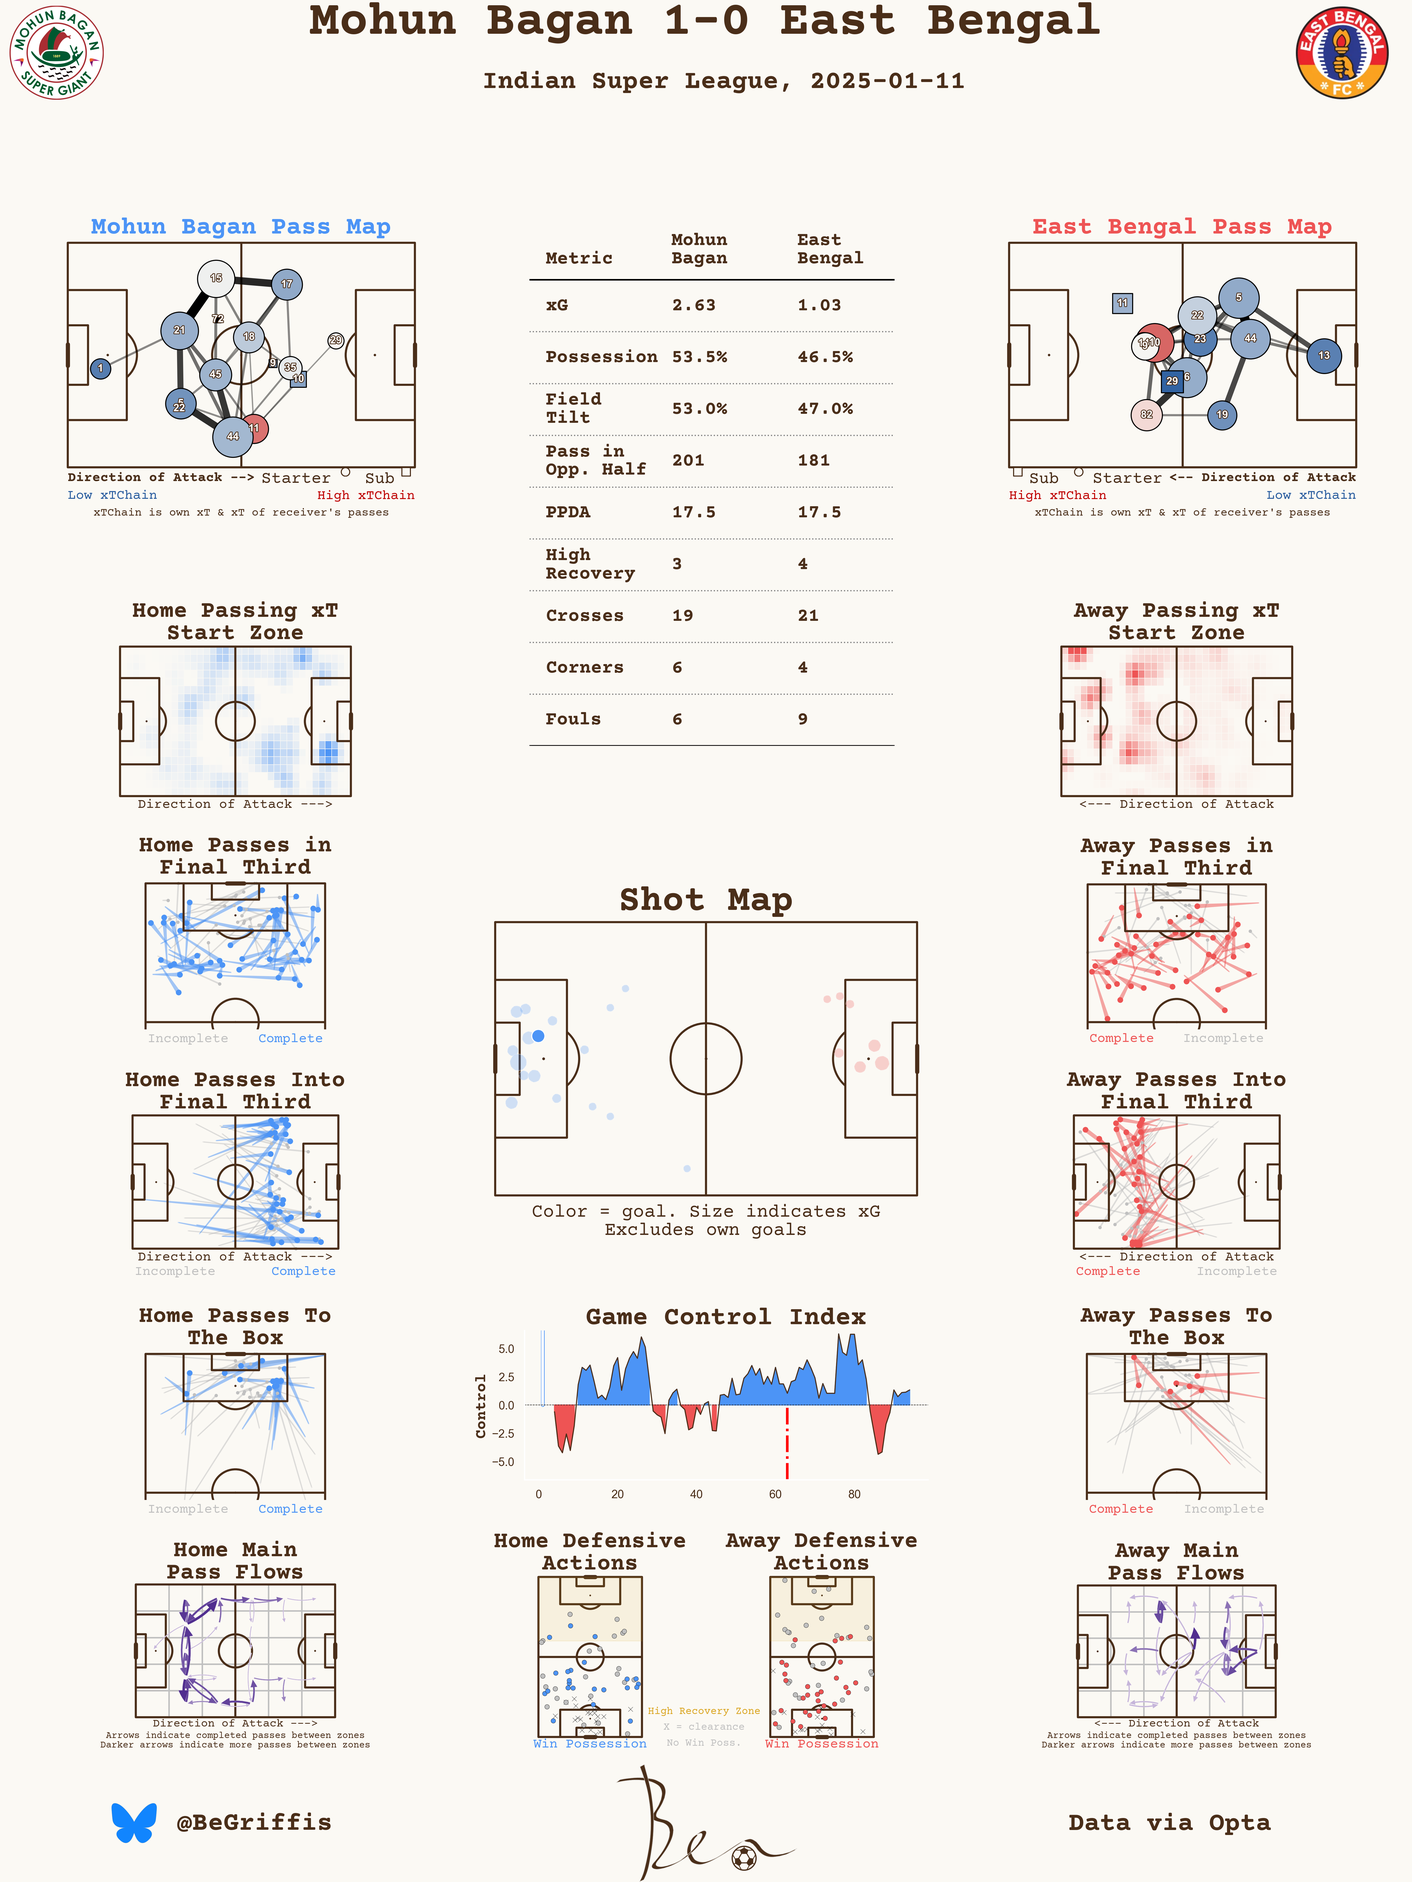 Mohun Bagan 1-0 East Bengal
Indian Super League, 2025-01-11
MOHUN BAGAN
SUPER GIANT
EAST BENGAL
FC
Mohun Bagan Pass Map
15
17
72
21
18
29
1
9
35
10
45
5
22
11
44
Direction of Attack --> Starter Sub
Low xTChain High xTChain
xTChain is own xT & xT of receiver's passes
Metric Mohun Bagan East Bengal
xG 2.63 1.03
Possession 53.5% 46.5%
Field Tilt 53.0% 47.0%
Pass in Opp. Half 201 181
PPDA 17.5 17.5
High Recovery 3 4
Crosses 19 21
Corners 6 4
Fouls 6 9
East Bengal Pass Map
11
5
22
10
23
44
13
29
6
82
19
Sub Starter <-- Direction of Attack
High xTChain Low xTChain
xTChain is own xT & xT of receiver's passes
Home Passing xT
Start Zone
Direction of Attack --->
Away Passing xT
Start Zone
<--- Direction of Attack
Home Passes in
Final Third
Incomplete Complete
Away Passes in
Final Third
Complete Incomplete
Shot Map
Color = goal. Size indicates xG
Excludes own goals
Home Passes Into
Final Third
Direction of Attack --->
Incomplete Complete
Away Passes Into
Final Third
<--- Direction of Attack
Complete Incomplete
Home Passes To
The Box
Incomplete Complete
Game Control Index
Control
5.0
2.5
0.0
−2.5
−5.0
0 20 40 60 80
Away Passes To
The Box
Complete Incomplete
Home Main
Pass Flows
Direction of Attack --->
Arrows indicate completed passes between zones
Darker arrows indicate more passes between zones
Home Defensive
Actions
Win Possession
High Recovery Zone
X = clearance
No Win Poss.
Away Defensive
Actions
Win Possession
Away Main
Pass Flows
<--- Direction of Attack
Arrows indicate completed passes between zones
Darker arrows indicate more passes between zones
@BeGriffis
Ben
Data via Opta